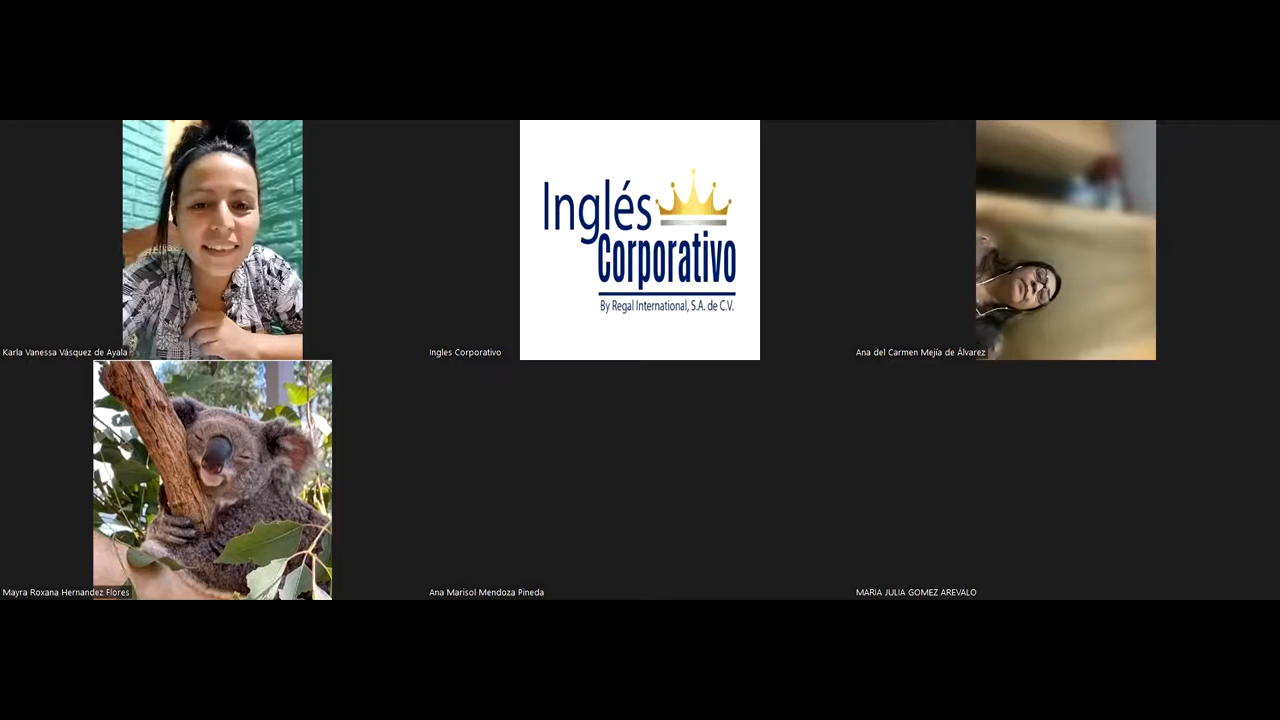 Inglés
Corporativo
By Regal International, S.A. de C.V.
Karla Vanessa Vásquez de Ayala
Ingles Corporativo
Ana del Carmen Mejía de Álvarez
Mayra Roxana Hernandez Flores
Ana Marisol Mendoza Pineda
MARIA JULIA GOMEZ AREVALO